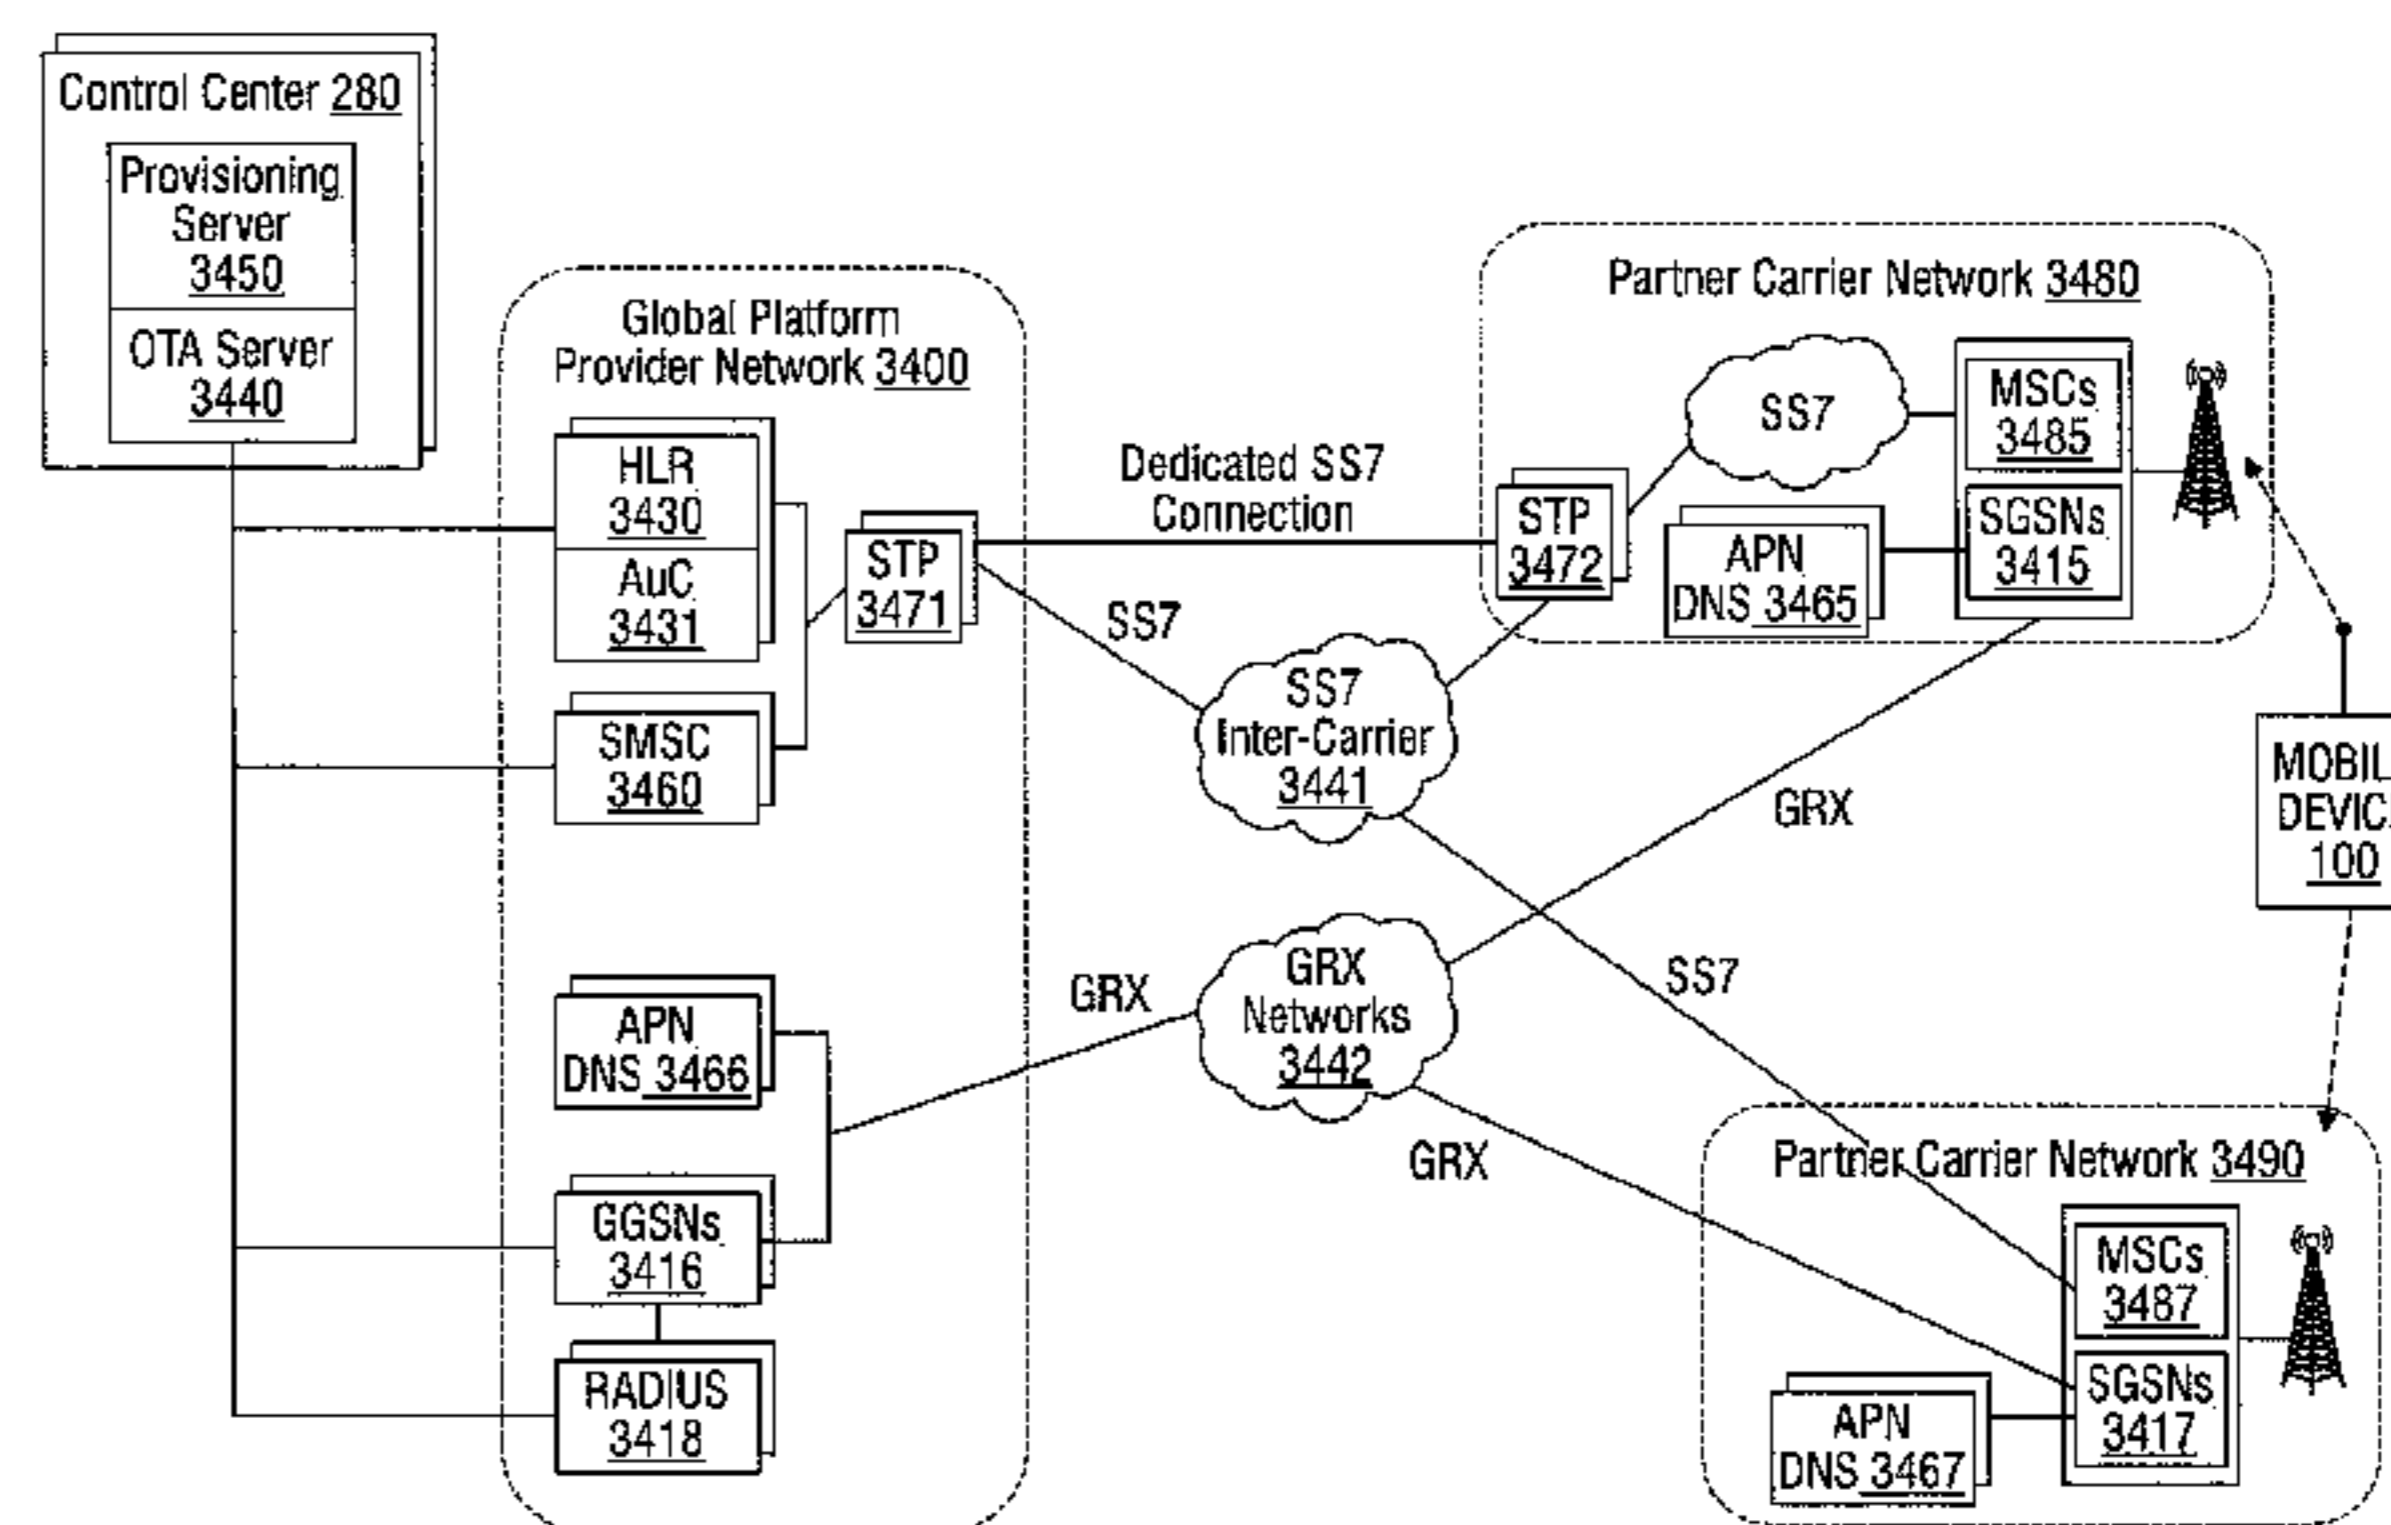 Control Center 280
Provisioning
Server
3450
OTA Server
3440
Global Platform
Provider Network 3400
HLR
3430
AuC
3431
STP
3471
SMSC
3460
APN
DNS 3466
GGSNs
3416
RADIUS
3418
Dedicated SS7
Connection
SS7
SS7
Inter-Carrier
3441
GRX
GRX
Networks
3442
GRX
SS7
GRX
Partner Carrier Network 3480
SS7
MSCs
3485
STP
3472
APN
DNS 3465
SGSNs
3415
MOBIL
DEVIC
100
Partner Carrier Network 3490
MSCs
3487
SGSNs
3417
APN
DNS 3467